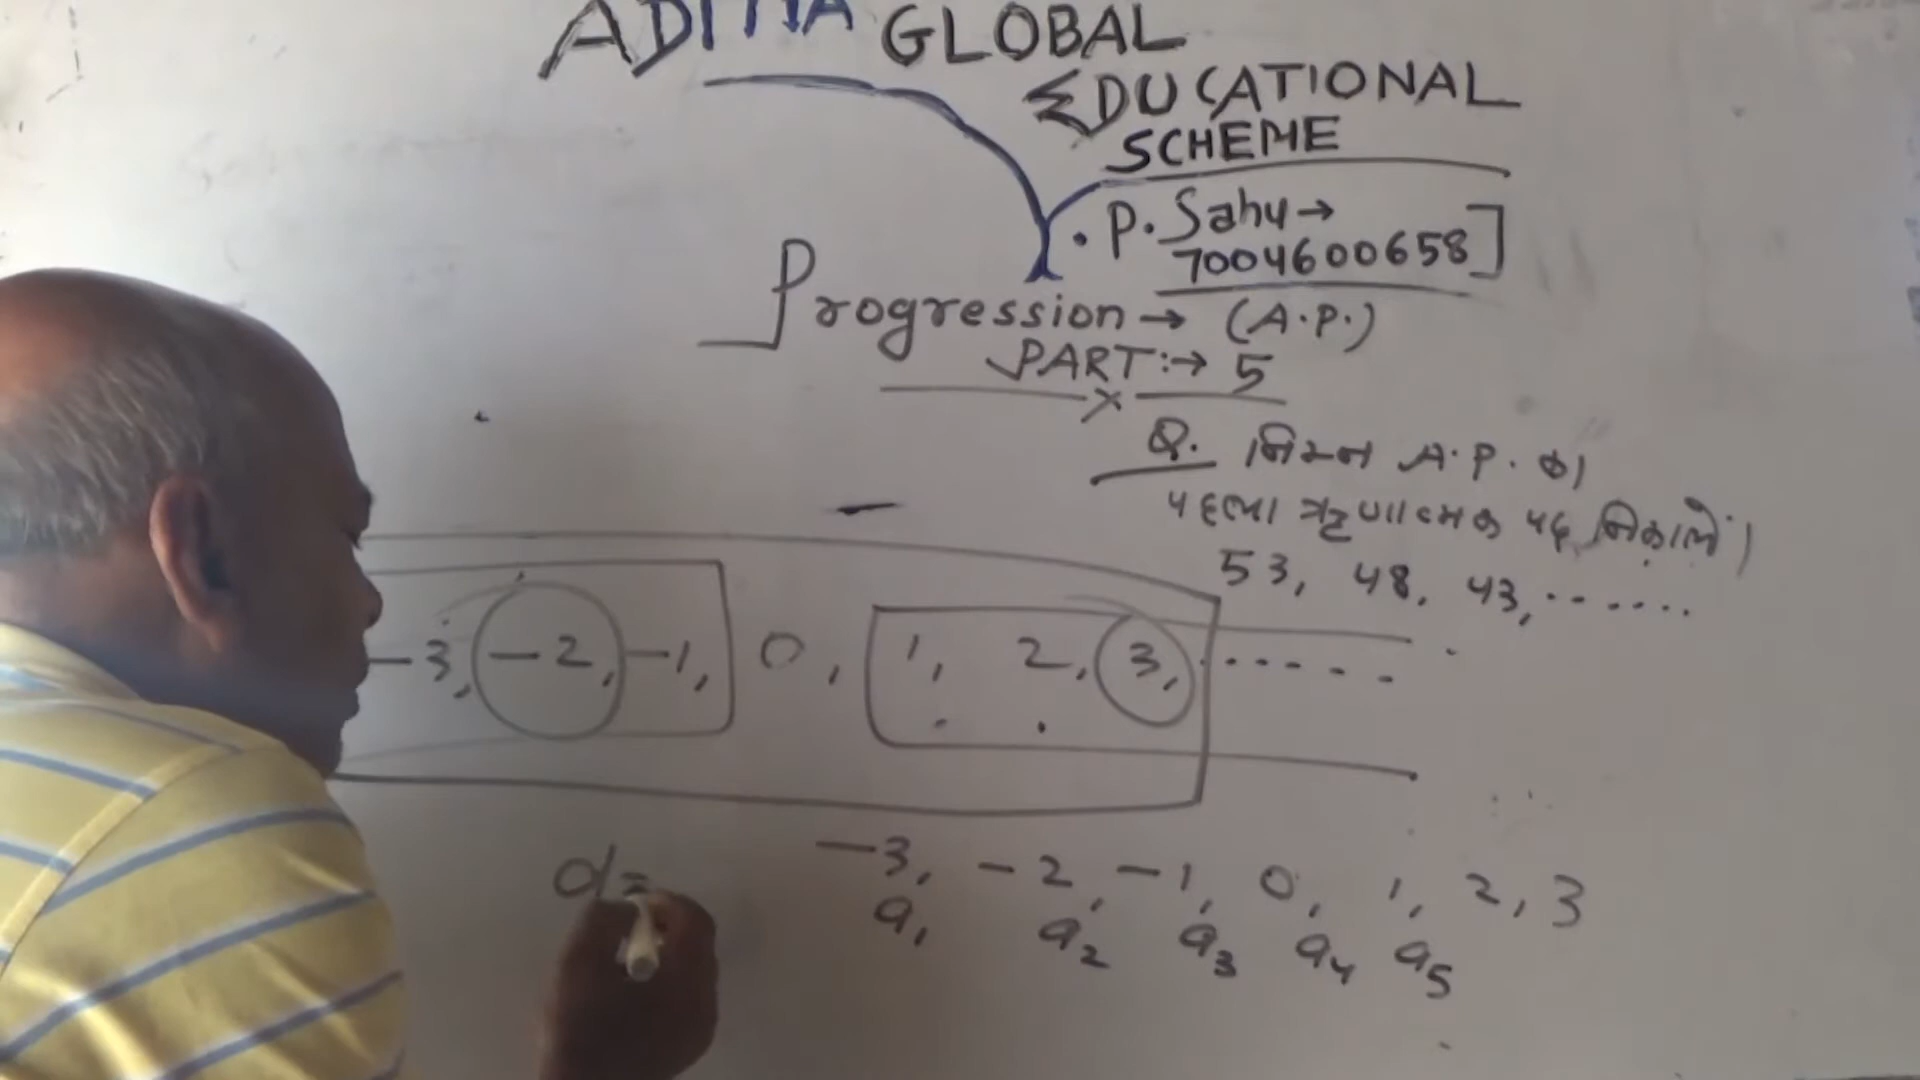 ADITYA GLOBAL
EDUCATIONAL
SCHEME
P. Sahu →
7004600658]
Progression → (A.P.)
PART:→ 5
x
Q. निम्न A.P. का
पहला ऋणात्मक पद निकालें।
53, 48, 43, .......
-3, -2, -1, 0, 1, 2, 3, ......
d =
-3, -2, -1, 0, 1, 2, 3
a₁ a₂ a₃ a₄ a₅